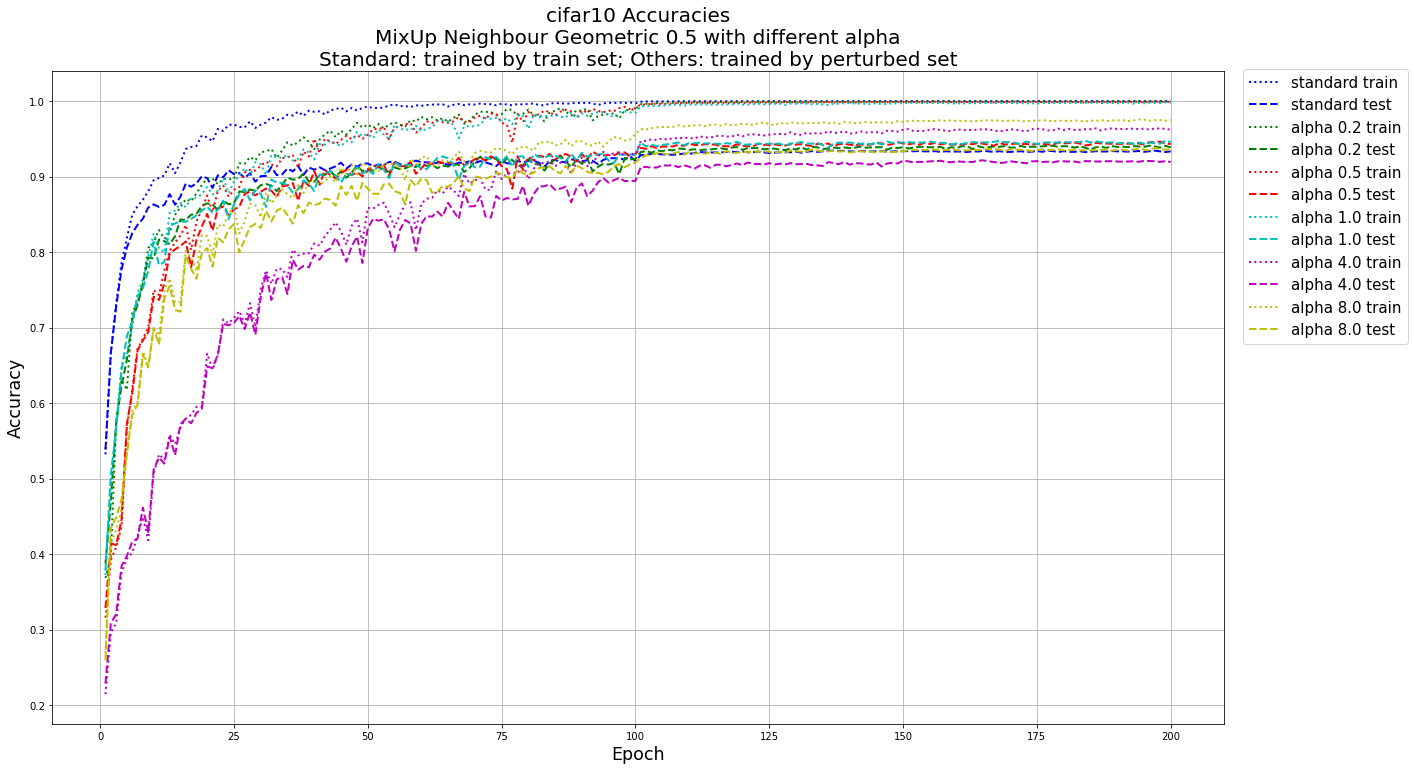 cifar10 Accuracies
MixUp Neighbour Geometric 0.5 with different alpha
Standard: trained by train set; Others: trained by perturbed set
standard train
standard test
alpha 0.2 train
alpha 0.2 test
alpha 0.5 train
alpha 0.5 test
alpha 1.0 train
alpha 1.0 test
alpha 4.0 train
alpha 4.0 test
alpha 8.0 train
alpha 8.0 test
Accuracy
1.0
0.9
0.8
0.7
0.6
0.5
0.4
0.3
0.2
0 25 50 75 100 125 150 175 200
Epoch